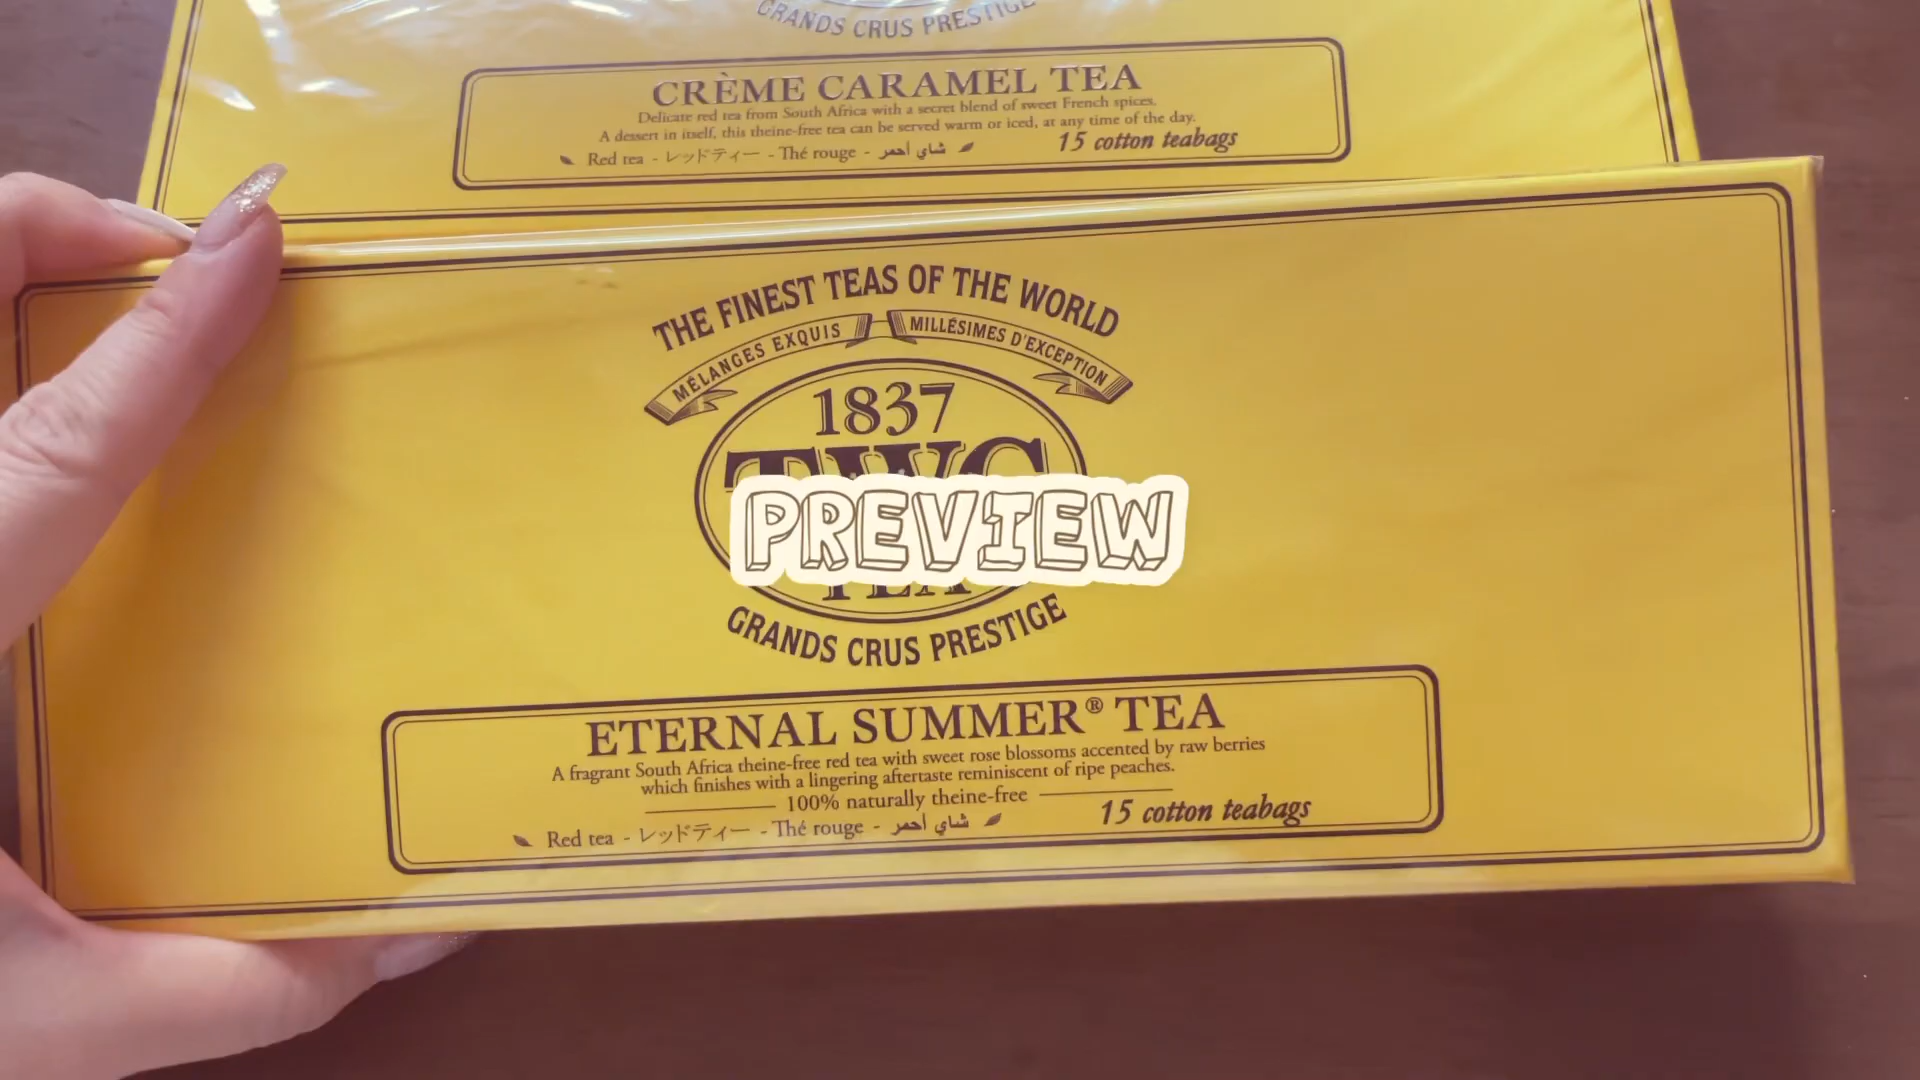 GRANDS CRUS PRESTIGE
CRÈME CARAMEL TEA
Delicate red tea from South Africa with a secret blend of sweet French spices.
A dessert in itself, this theine-free tea can be served warm or iced, at any time of the day.
15 cotton teabags
Red tea - レッドティー - Thé rouge - شاي أحمر
THE FINEST TEAS OF THE WORLD
MÉLANGES EXQUIS MILLÉSIMES D'EXCEPTION
1837
TWG
PREVIEW
TEA
GRANDS CRUS PRESTIGE
ETERNAL SUMMER® TEA
A fragrant South Africa theine-free red tea with sweet rose blossoms accented by raw berries
which finishes with a lingering aftertaste reminiscent of ripe peaches.
100% naturally theine-free
15 cotton teabags
Red tea - レッドティー - Thé rouge - شاي أحمر